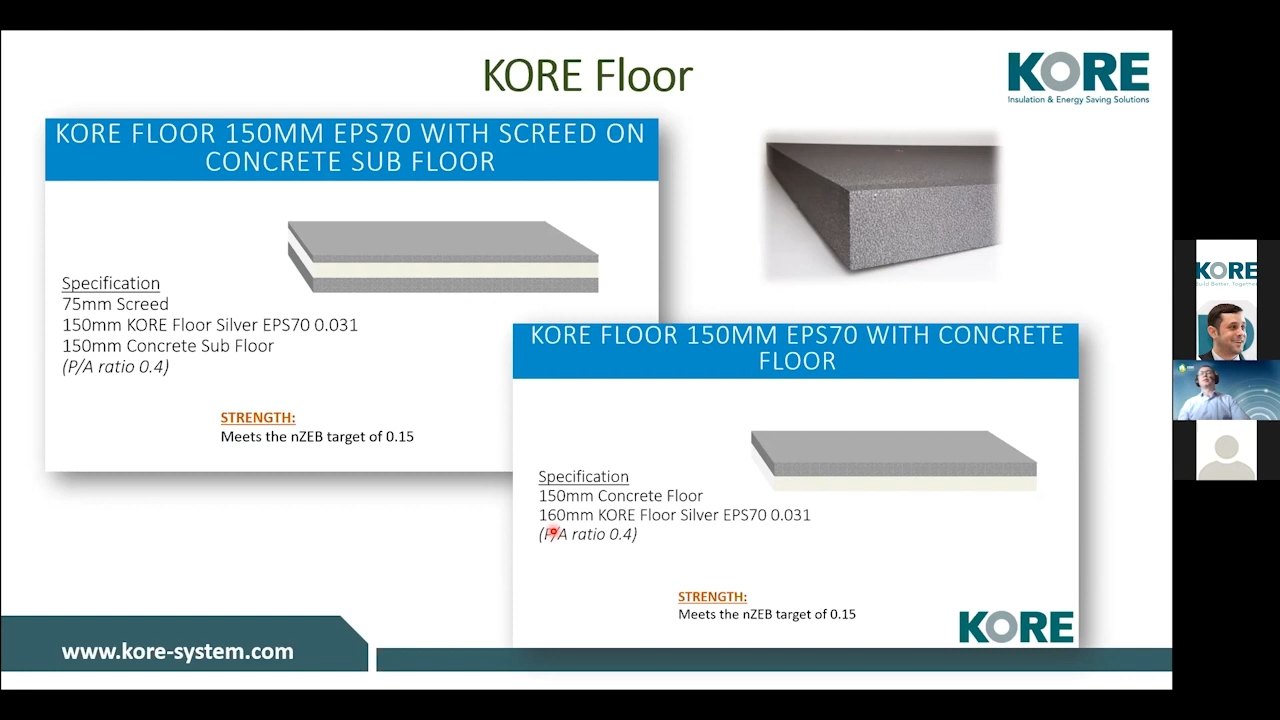 KORE Floor
KORE
Insulation & Energy Saving Solutions
KORE FLOOR 150MM EPS70 WITH SCREED ON
CONCRETE SUB FLOOR
Specification
75mm Screed
150mm KORE Floor Silver EPS70 0.031
150mm Concrete Sub Floor
(P/A ratio 0.4)
STRENGTH:
Meets the nZEB target of 0.15
KORE FLOOR 150MM EPS70 WITH CONCRETE
FLOOR
Specification
150mm Concrete Floor
160mm KORE Floor Silver EPS70 0.031
(P/A ratio 0.4)
STRENGTH:
Meets the nZEB target of 0.15
KORE
www.kore-system.com
KORE
Build Better. Together